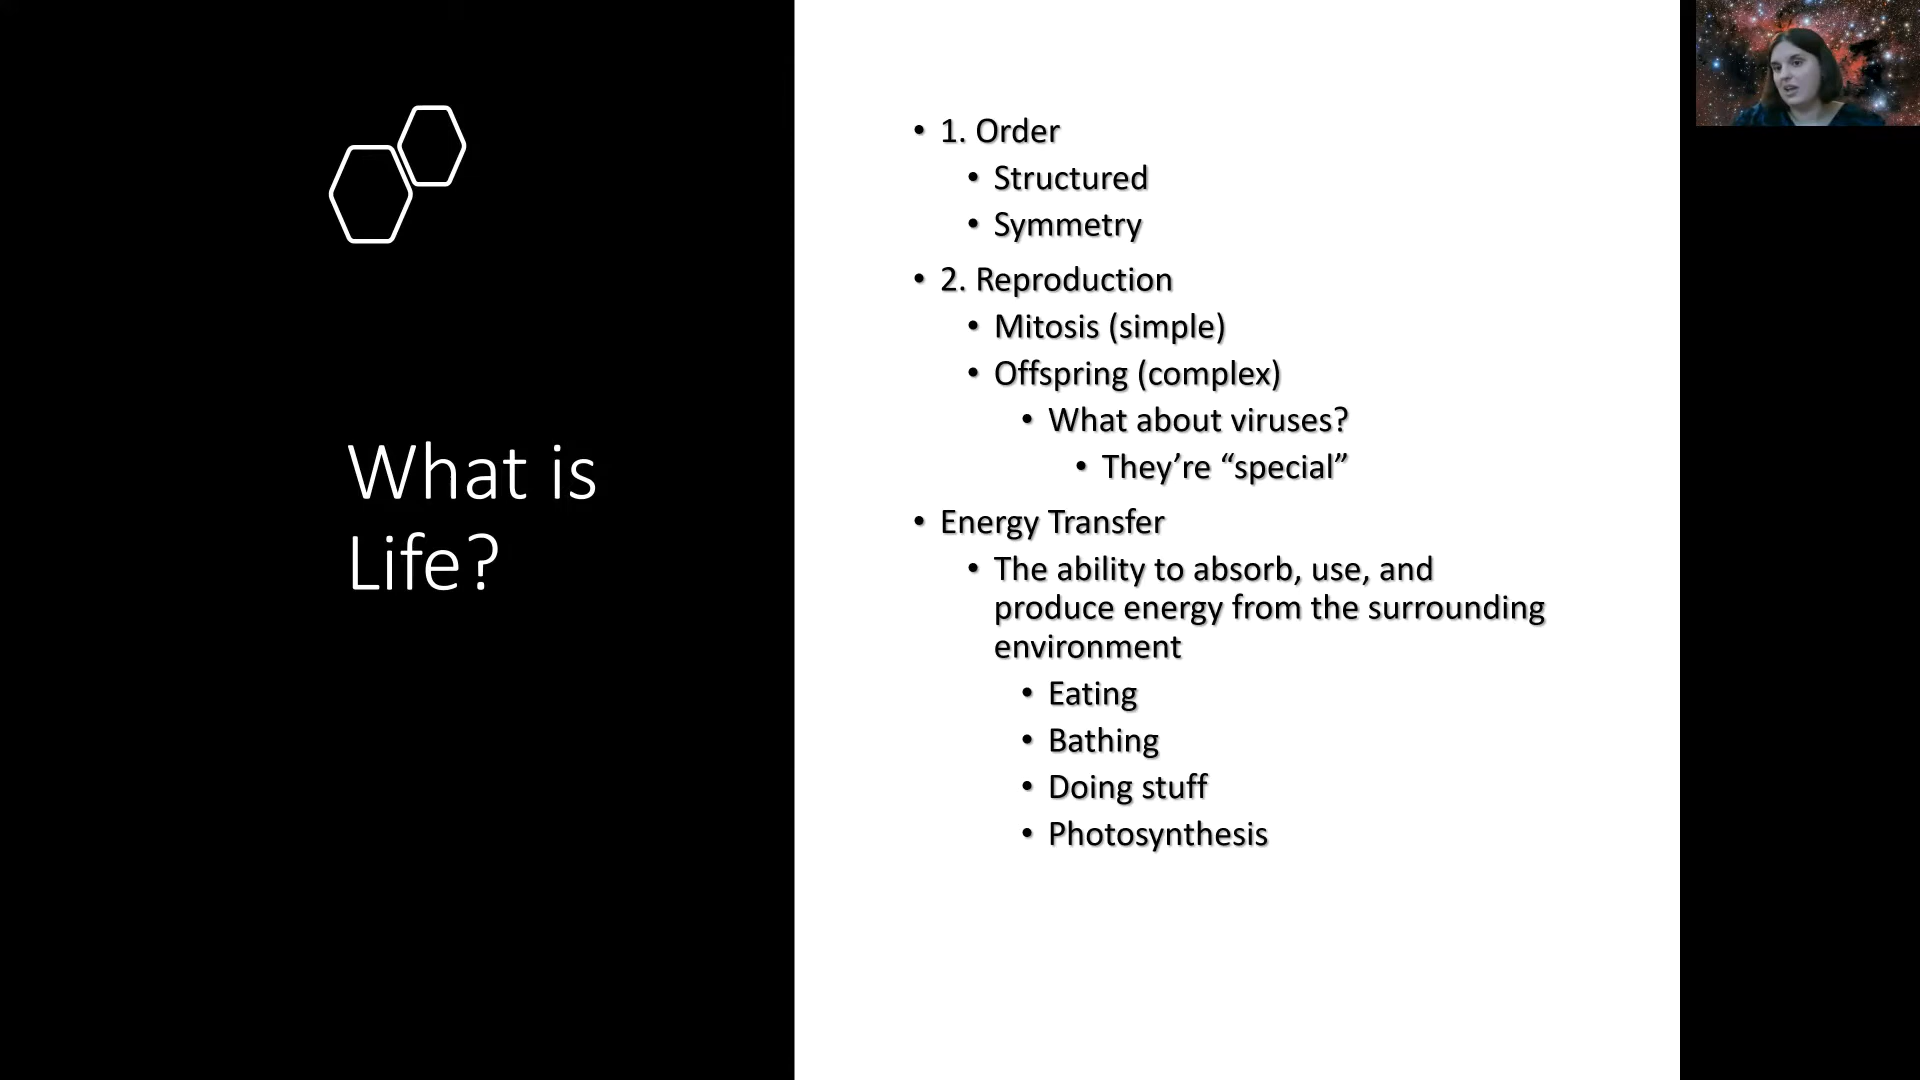 What is
Life?
• 1. Order
• Structured
• Symmetry
• 2. Reproduction
• Mitosis (simple)
• Offspring (complex)
• What about viruses?
• They’re “special”
• Energy Transfer
• The ability to absorb, use, and
produce energy from the surrounding
environment
• Eating
• Bathing
• Doing stuff
• Photosynthesis